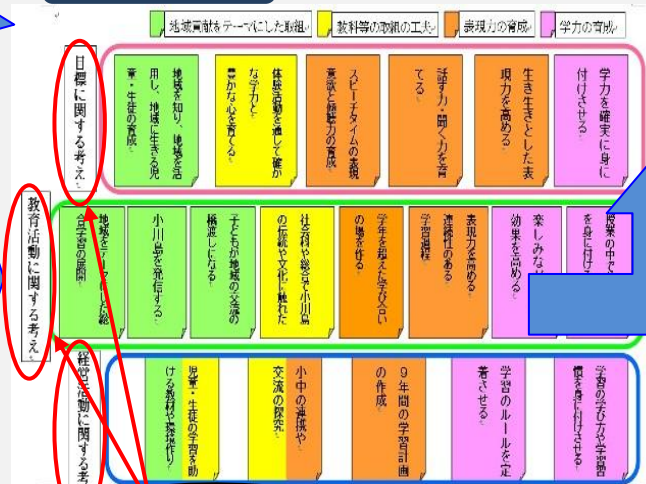 地域貢献をテーマにした取組
教科等の取組の工夫
表現力の育成
学力の育成
目標に関する考え
学力を確実に身に
付けさせる
生き生きとした表
現力を高める
話す力・聞く力を育
てる
スピーチタイムの表現
意欲と傾聴力の育成
体験活動を通して確か
な学力と
豊かな心を育てる
地域を知り、地域を活
用し、地域に生きる児
童・生徒の育成
教育活動に関する考え
授業の中で
を身に付ける
楽しみなが
効果を高める
表現力を高める
連続性のある
学習過程
学年を超えた学び合い
の場を作る
社会科や総合で小川島
の伝統や文化に触れた
子どもが地域の交流の
橋渡しになる
小川島を発信する
地域をテーマにした総
合学習の展開
経営活動に関する考
学習の学び方や学習習
慣を身に付けさせる
学習のルールを定
着させる
9年間の学習計画
の作成
小中の連携や
交流の探究
児童・生徒の学習を助
ける教材や環境作り